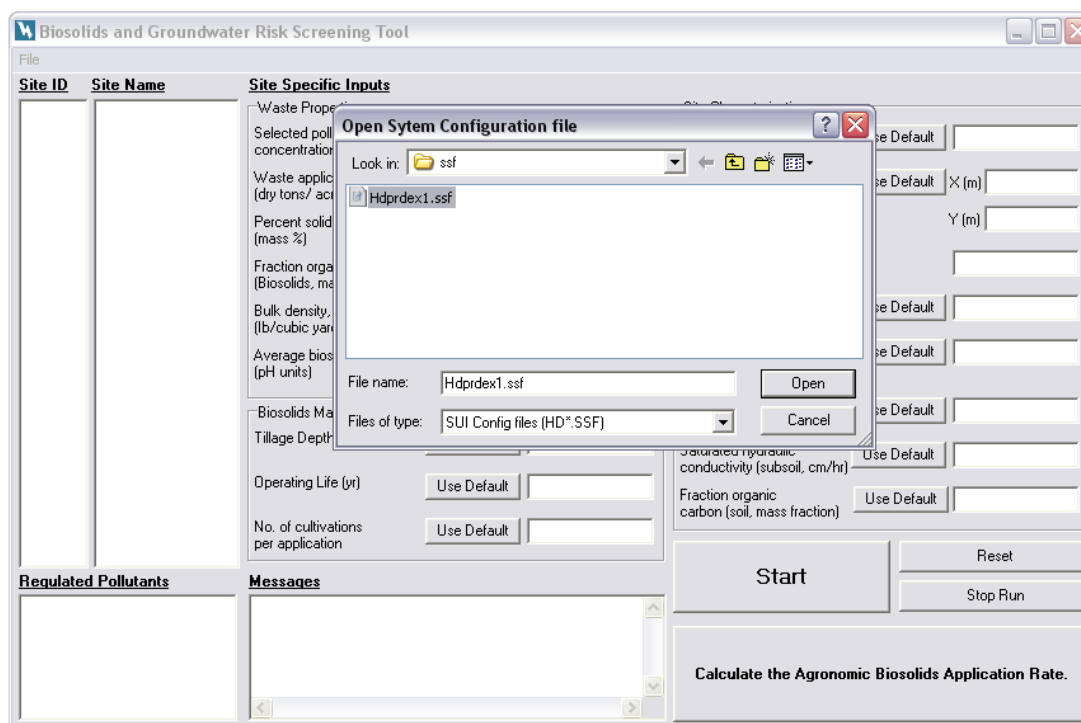 Biosolids and Groundwater Risk Screening Tool
File
Site ID
Site Name
Site Specific Inputs
Waste Prope
Selected poll
concentration
Waste applic
(dry tons/ acr
Percent solid
(mass %)
Fraction orga
(Biosolids, ma
Bulk density,
(lb/cubic yar
Average bios
(pH units)
Biosolids Ma
Tillage Depth
Operating Life (yr)
Use Default
No. of cultivations
per application
Use Default
Open Sytem Configuration file
Look in:
ssf
Hdprdex1.ssf
File name:
Hdprdex1.ssf
Open
Files of type:
SUI Config files (HD*.SSF)
Cancel
se Default
se Default
X (m)
Y (m)
se Default
se Default
se Default
Saturated hydraulic
conductivity (subsoil, cm/hr)
Use Default
Fraction organic
carbon (soil, mass fraction)
Use Default
Regulated Pollutants
Messages
Start
Reset
Stop Run
Calculate the Agronomic Biosolids Application Rate.